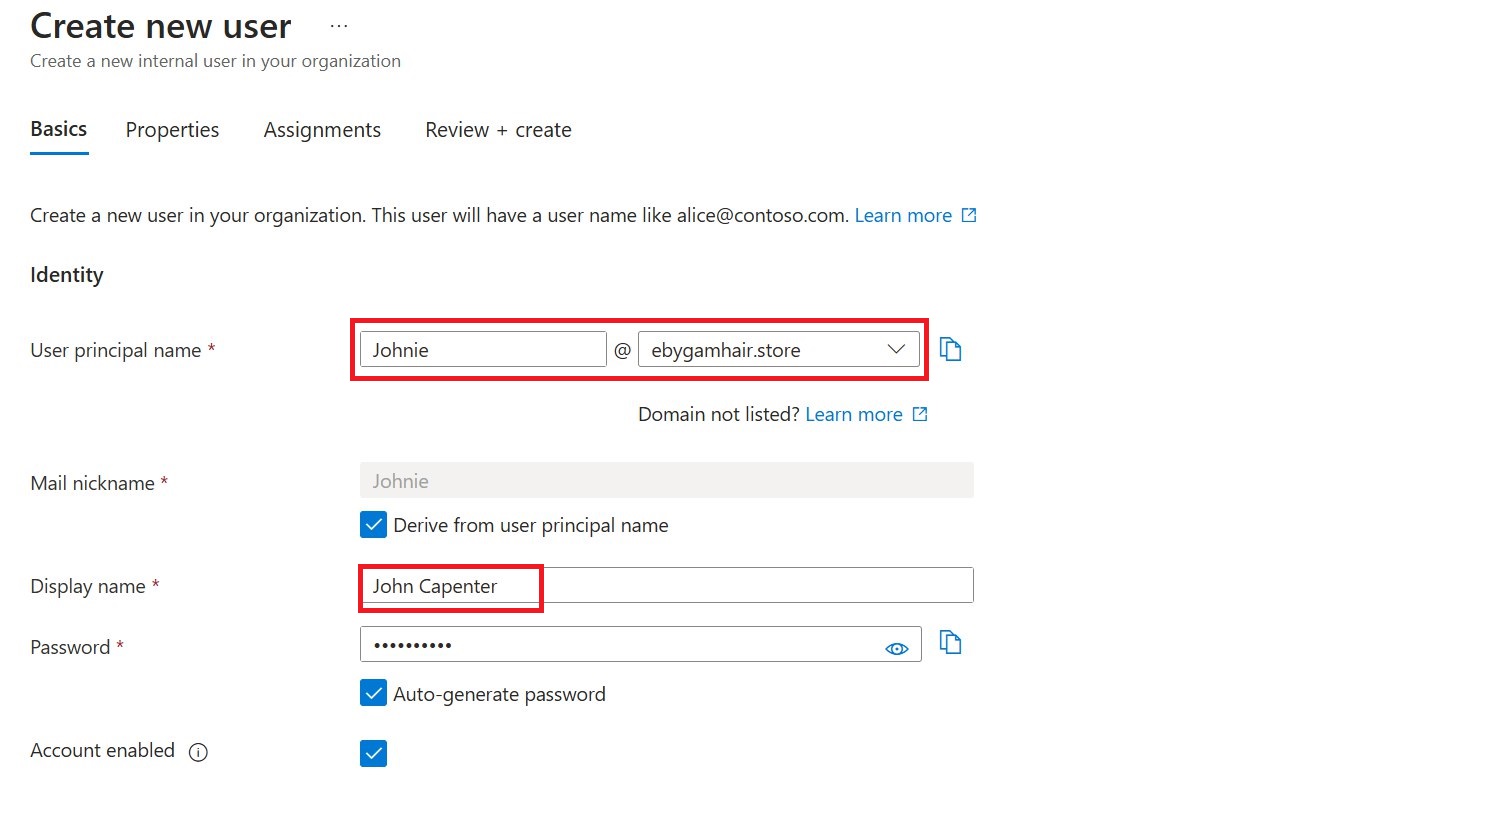 Create new user ...
Create a new internal user in your organization
Basics Properties Assignments Review + create
Create a new user in your organization. This user will have a user name like alice@contoso.com. Learn more
Identity
User principal name * Johnie @ ebygamhair.store
Domain not listed? Learn more
Mail nickname * Johnie
Derive from user principal name
Display name * John Capenter
Password * ••••••••••
Auto-generate password
Account enabled